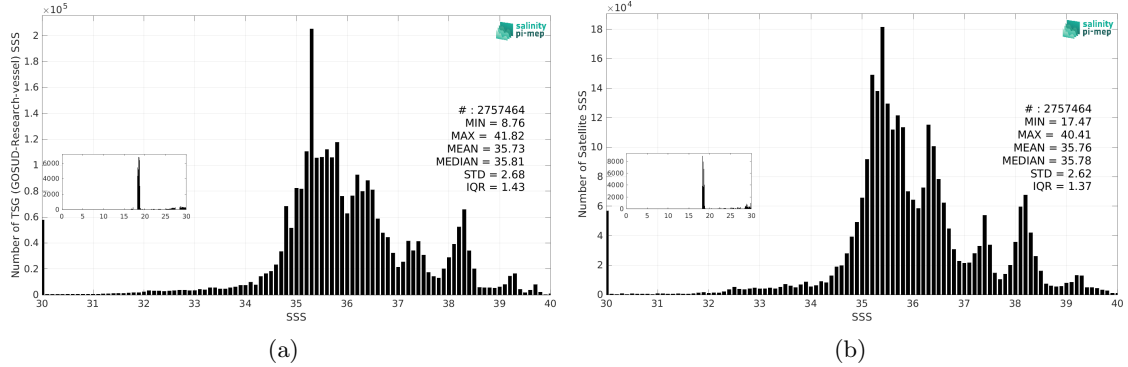 ×10⁵
2
1.8
1.6
1.4
1.2
1
0.8
0.6
0.4
0.2
0
Number of TSG (GOSUD-Research-vessel) SSS
salinity
pi-mep
# : 2757464
MIN = 8.76
MAX = 41.82
MEAN = 35.73
MEDIAN = 35.81
STD = 2.68
IQR = 1.43
6000
4000
2000
0
0 5 10 15 20 25 30
30 31 32 33 34 35 36 37 38 39 40
SSS
(a)
×10⁴
18
16
14
12
10
8
6
4
2
0
Number of Satellite SSS
salinity
pi-mep
# : 2757464
MIN = 17.47
MAX = 40.41
MEAN = 35.76
MEDIAN = 35.78
STD = 2.62
IQR = 1.37
8000
6000
4000
2000
0
0 5 10 15 20 25 30
30 31 32 33 34 35 36 37 38 39 40
SSS
(b)